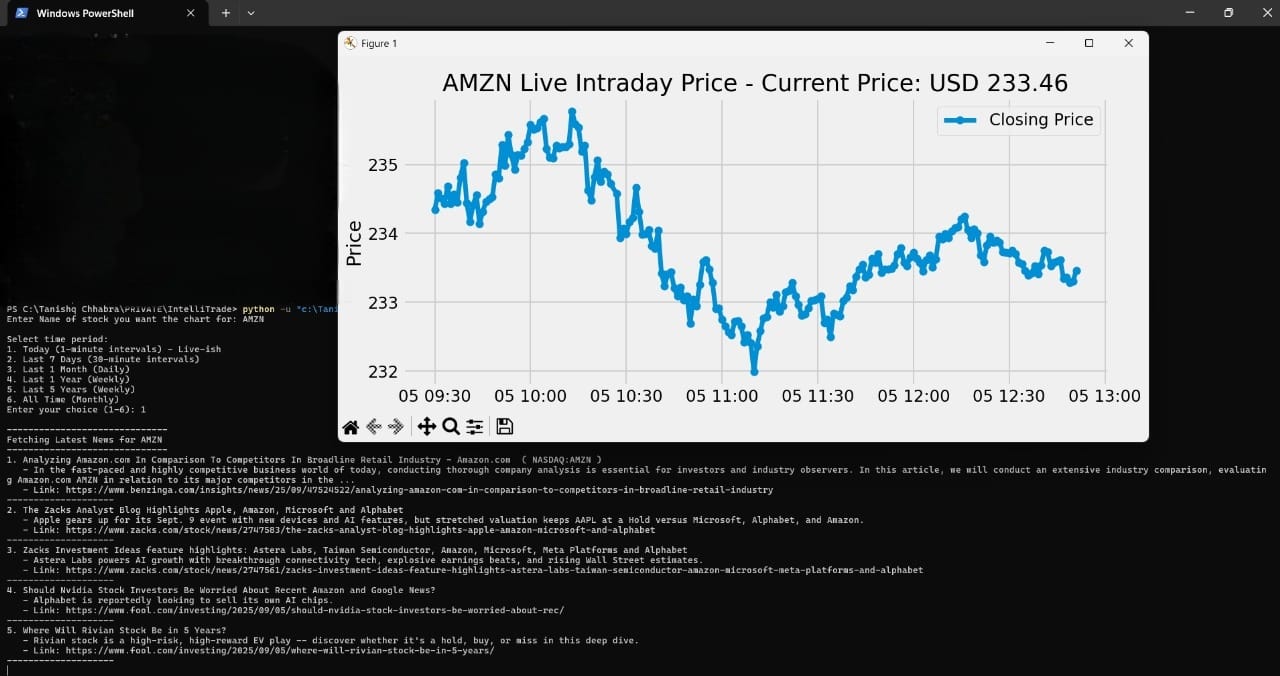 Windows PowerShell
Figure 1
AMZN Live Intraday Price - Current Price: USD 233.46
Closing Price
235
234
233
232
Price
05 09:30 05 10:00 05 10:30 05 11:00 05 11:30 05 12:00 05 12:30 05 13:00
PS C:\Tanishq Chhabra\PRIVATE\IntelliTrade> python -u "c:\Tani
Enter Name of stock you want the chart for: AMZN
Select time period:
1. Today (1-minute intervals) - Live-ish
2. Last 7 Days (30-minute intervals)
3. Last 1 Month (Daily)
4. Last 1 Year (Weekly)
5. Last 5 Years (Weekly)
6. All Time (Monthly)
Enter your choice (1-6): 1
------------------------------
Fetching Latest News for AMZN
------------------------------
1. Analyzing Amazon.com In Comparison To Competitors In Broadline Retail Industry - Amazon.com  ( NASDAQ:AMZN )
- In the fast-paced and highly competitive business world of today, conducting thorough company analysis is essential for investors and industry observers. In this article, we will conduct an extensive industry comparison, evaluatin
g Amazon.com AMZN in relation to its major competitors in the ...
- Link: https://www.benzinga.com/insights/news/25/09/47524522/analyzing-amazon-com-in-comparison-to-competitors-in-broadline-retail-industry
--------------------
2. The Zacks Analyst Blog Highlights Apple, Amazon, Microsoft and Alphabet
- Apple gears up for its Sept. 9 event with new devices and AI features, but stretched valuation keeps AAPL at a Hold versus Microsoft, Alphabet, and Amazon.
- Link: https://www.zacks.com/stock/news/2747583/the-zacks-analyst-blog-highlights-apple-amazon-microsoft-and-alphabet
--------------------
3. Zacks Investment Ideas feature highlights: Astera Labs, Taiwan Semiconductor, Amazon, Microsoft, Meta Platforms and Alphabet
- Astera Labs powers AI growth with breakthrough connectivity tech, explosive earnings beats, and rising Wall Street estimates.
- Link: https://www.zacks.com/stock/news/2747561/zacks-investment-ideas-feature-highlights-astera-labs-taiwan-semiconductor-amazon-microsoft-meta-platforms-and-alphabet
--------------------
4. Should Nvidia Stock Investors Be Worried About Recent Amazon and Google News?
- Alphabet is reportedly looking to sell its own AI chips.
- Link: https://www.fool.com/investing/2025/09/05/should-nvidia-stock-investors-be-worried-about-rec/
--------------------
5. Where Will Rivian Stock Be in 5 Years?
- Rivian stock is a high-risk, high-reward EV play -- discover whether it's a hold, buy, or miss in this deep dive.
- Link: https://www.fool.com/investing/2025/09/05/where-will-rivian-stock-be-in-5-years/
--------------------